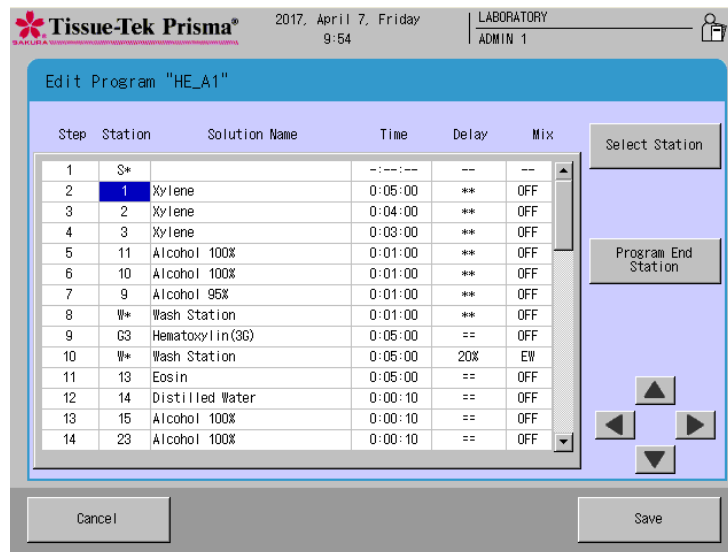 SAKURA Tissue-Tek Prisma®
2017, April 7, Friday
9:54
LABORATORY
ADMIN 1
Edit Program "HE_A1"
Step Station Solution Name Time Delay Mix
1 S* -:--:-- -- --
2 1 Xylene 0:05:00 ** OFF
3 2 Xylene 0:04:00 ** OFF
4 3 Xylene 0:03:00 ** OFF
5 11 Alcohol 100% 0:01:00 ** OFF
6 10 Alcohol 100% 0:01:00 ** OFF
7 9 Alcohol 95% 0:01:00 ** OFF
8 W* Wash Station 0:01:00 ** OFF
9 G3 Hematoxylin(3G) 0:05:00 == OFF
10 W* Wash Station 0:05:00 20% EW
11 13 Eosin 0:05:00 == OFF
12 14 Distilled Water 0:00:10 == OFF
13 15 Alcohol 100% 0:00:10 == OFF
14 23 Alcohol 100% 0:00:10 == OFF
Select Station
Program End
Station
Cancel
Save